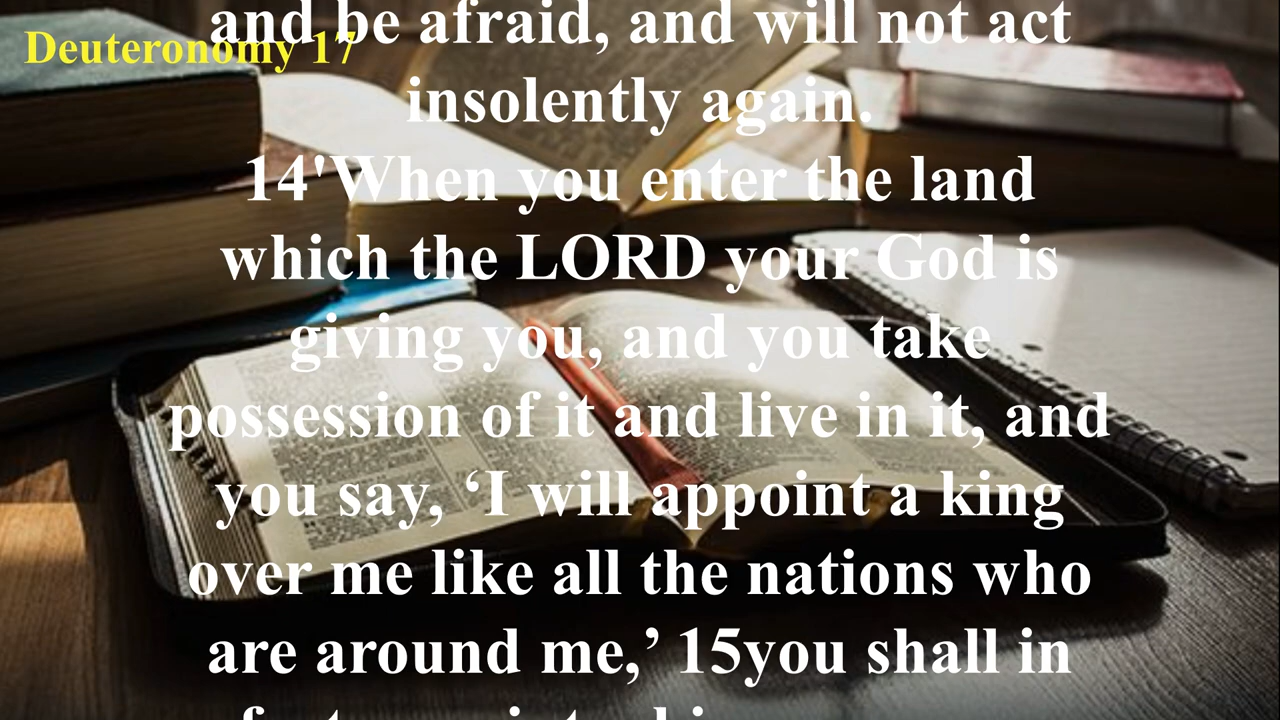 and be afraid, and will not act
Deuteronomy 17
insolently again.
14'When you enter the land
which the LORD your God is
giving you, and you take
possession of it and live in it, and
you say, ‘I will appoint a king
over me like all the nations who
are around me,’ 15you shall in